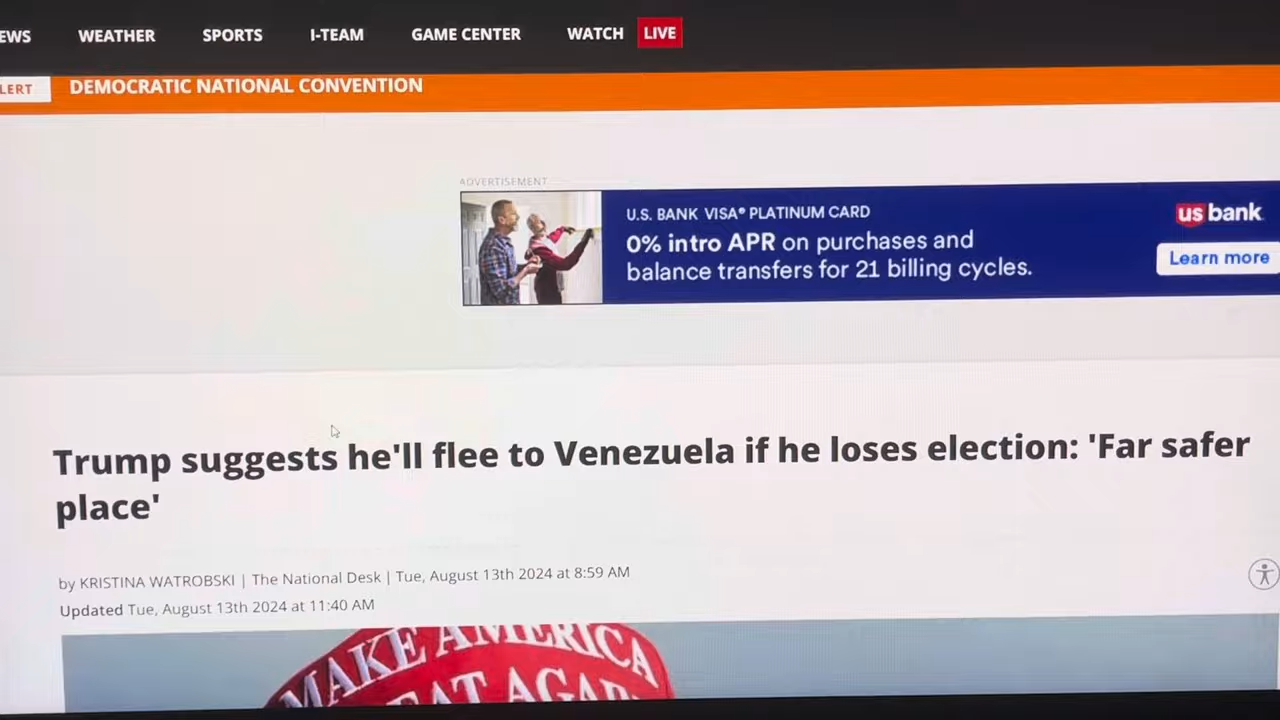 EWS WEATHER SPORTS I-TEAM GAME CENTER WATCH LIVE
LERT DEMOCRATIC NATIONAL CONVENTION
ADVERTISEMENT
U.S. BANK VISA® PLATINUM CARD
0% intro APR on purchases and
balance transfers for 21 billing cycles.
us bank
Learn more
Trump suggests he'll flee to Venezuela if he loses election: 'Far safer
place'
by KRISTINA WATROBSKI | The National Desk | Tue, August 13th 2024 at 8:59 AM
Updated Tue, August 13th 2024 at 11:40 AM
MAKE AMERICA
EAT AGAIN